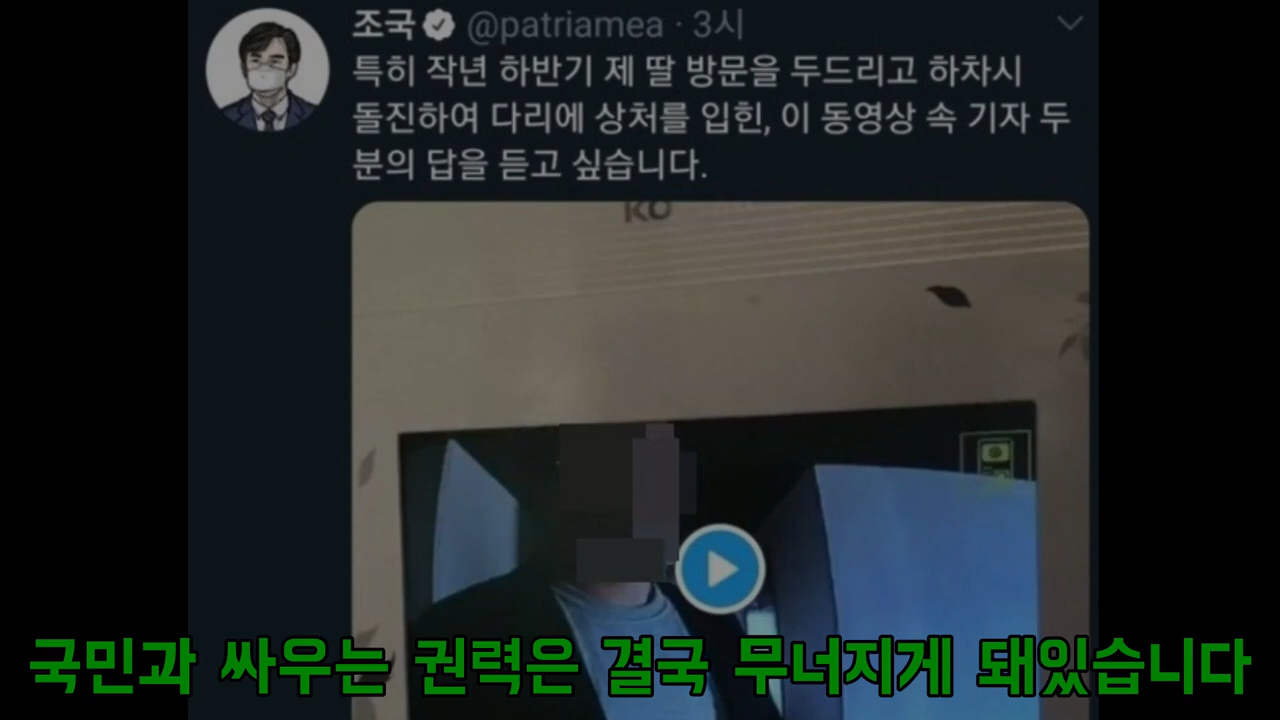 조국 @patriamea · 3시
특히 작년 하반기 제 딸 방문을 두드리고 하차시
돌진하여 다리에 상처를 입힌, 이 동영상 속 기자 두
분의 답을 듣고 싶습니다.
국민과 싸우는 권력은 결국 무너지게 돼있습니다